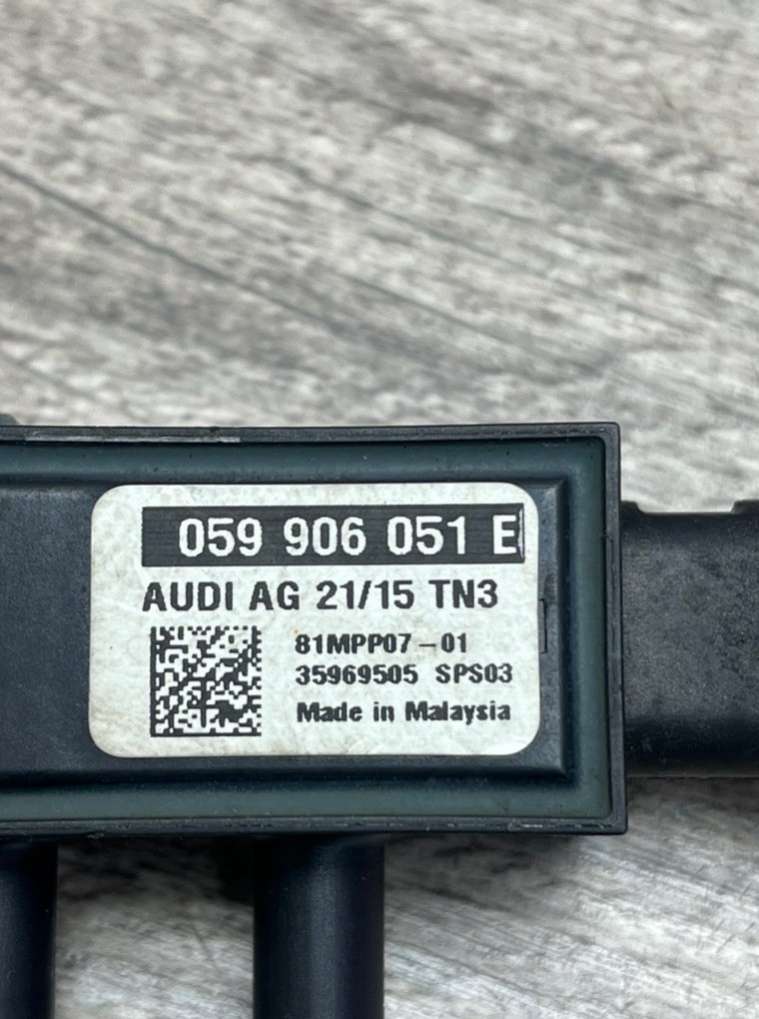 059 906 051 E
AUDI AG 21/15 TN3
81MPP07-01
35969505 SPS03
Made in Malaysia